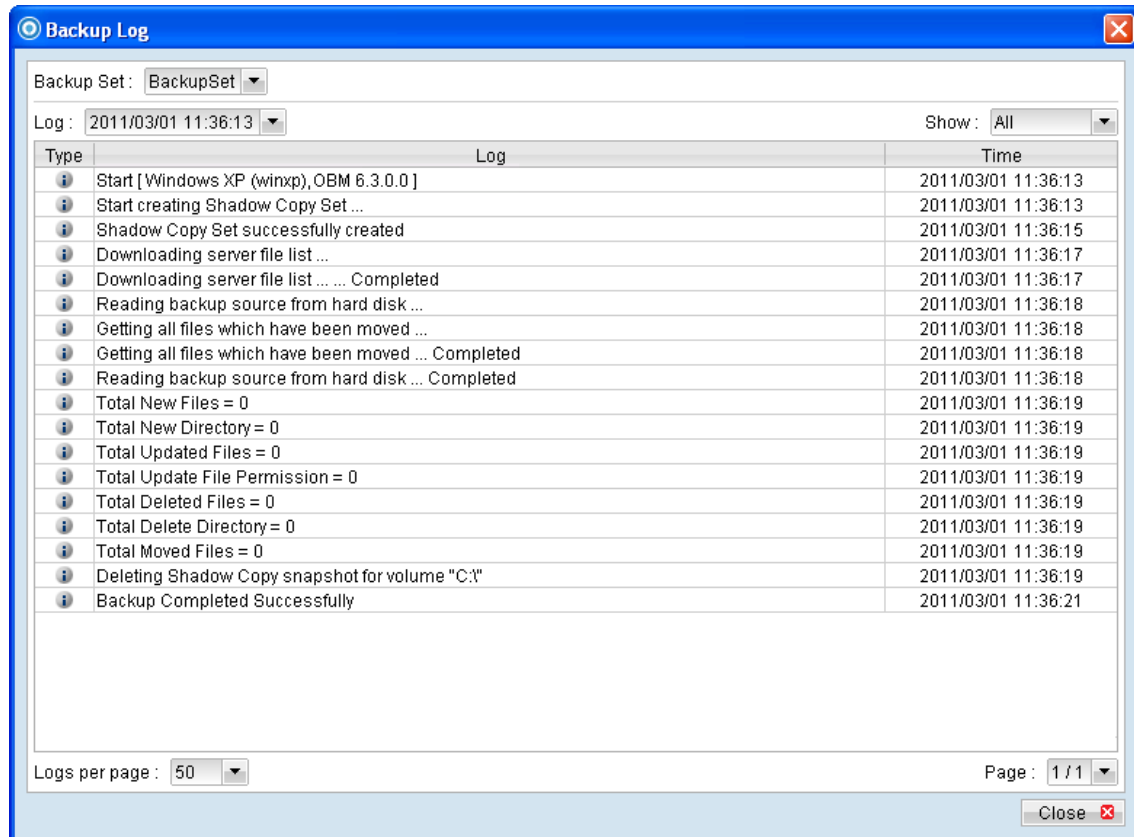 Backup Log
Backup Set : BackupSet
Log : 2011/03/01 11:36:13 Show : All
Type Log Time
Start [ Windows XP (winxp), OBM 6.3.0.0 ] 2011/03/01 11:36:13
Start creating Shadow Copy Set ... 2011/03/01 11:36:13
Shadow Copy Set successfully created 2011/03/01 11:36:15
Downloading server file list ... 2011/03/01 11:36:17
Downloading server file list ... ... Completed 2011/03/01 11:36:17
Reading backup source from hard disk ... 2011/03/01 11:36:18
Getting all files which have been moved ... 2011/03/01 11:36:18
Getting all files which have been moved ... Completed 2011/03/01 11:36:18
Reading backup source from hard disk ... Completed 2011/03/01 11:36:18
Total New Files = 0 2011/03/01 11:36:19
Total New Directory = 0 2011/03/01 11:36:19
Total Updated Files = 0 2011/03/01 11:36:19
Total Update File Permission = 0 2011/03/01 11:36:19
Total Deleted Files = 0 2011/03/01 11:36:19
Total Delete Directory = 0 2011/03/01 11:36:19
Total Moved Files = 0 2011/03/01 11:36:19
Deleting Shadow Copy snapshot for volume "C:\" 2011/03/01 11:36:19
Backup Completed Successfully 2011/03/01 11:36:21
Logs per page : 50 Page : 1 / 1
Close